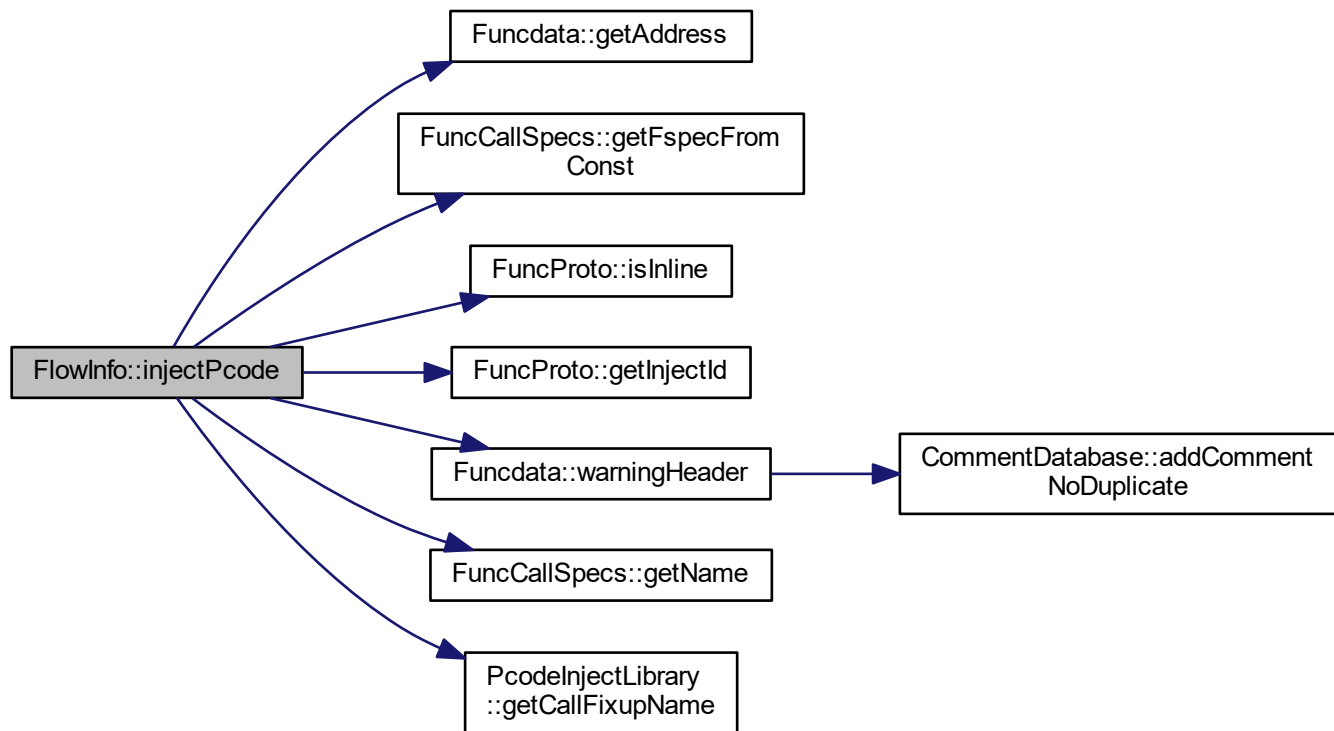 Funcdata::getAddress
FuncCallSpecs::getFspecFrom
Const
FuncProto::isInline
FlowInfo::injectPcode
FuncProto::getInjectId
Funcdata::warningHeader
CommentDatabase::addComment
NoDuplicate
FuncCallSpecs::getName
PcodeInjectLibrary
::getCallFixupName